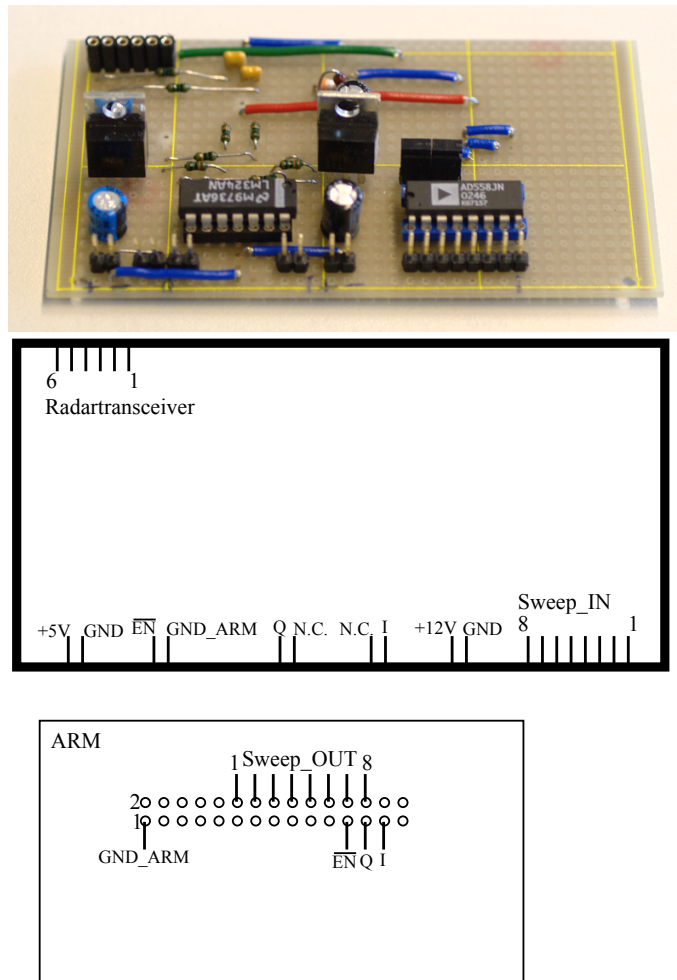 M9736AT
LM324AN
AD558JN
0246
6 1
Radartransceiver
Sweep_IN
+5V GND EN GND_ARM Q N.C. N.C. I +12V GND 8 1
ARM
1 Sweep_OUT 8
2
1
GND_ARM EN Q I